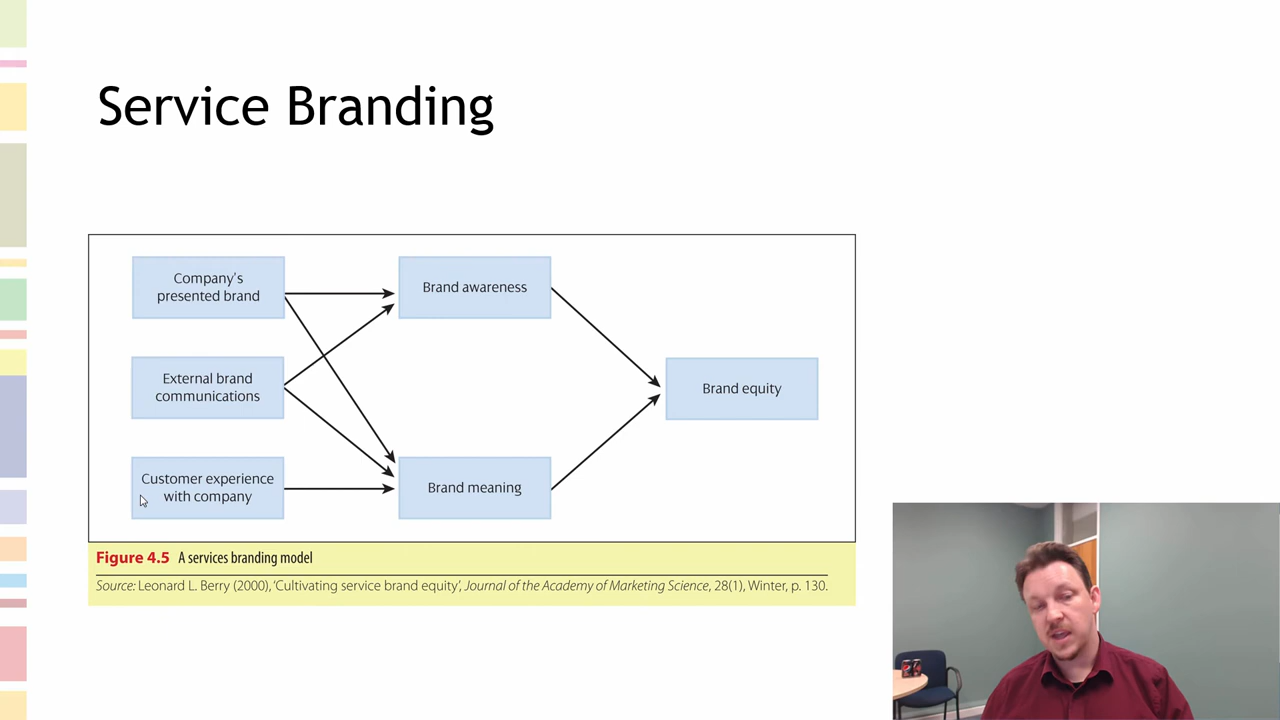 Service Branding
Company's
presented brand
Brand awareness
External brand
communications
Brand equity
Customer experience
with company
Brand meaning
Figure 4.5 A services branding model
Source: Leonard L. Berry (2000), 'Cultivating service brand equity', Journal of the Academy of Marketing Science, 28(1), Winter, p. 130.